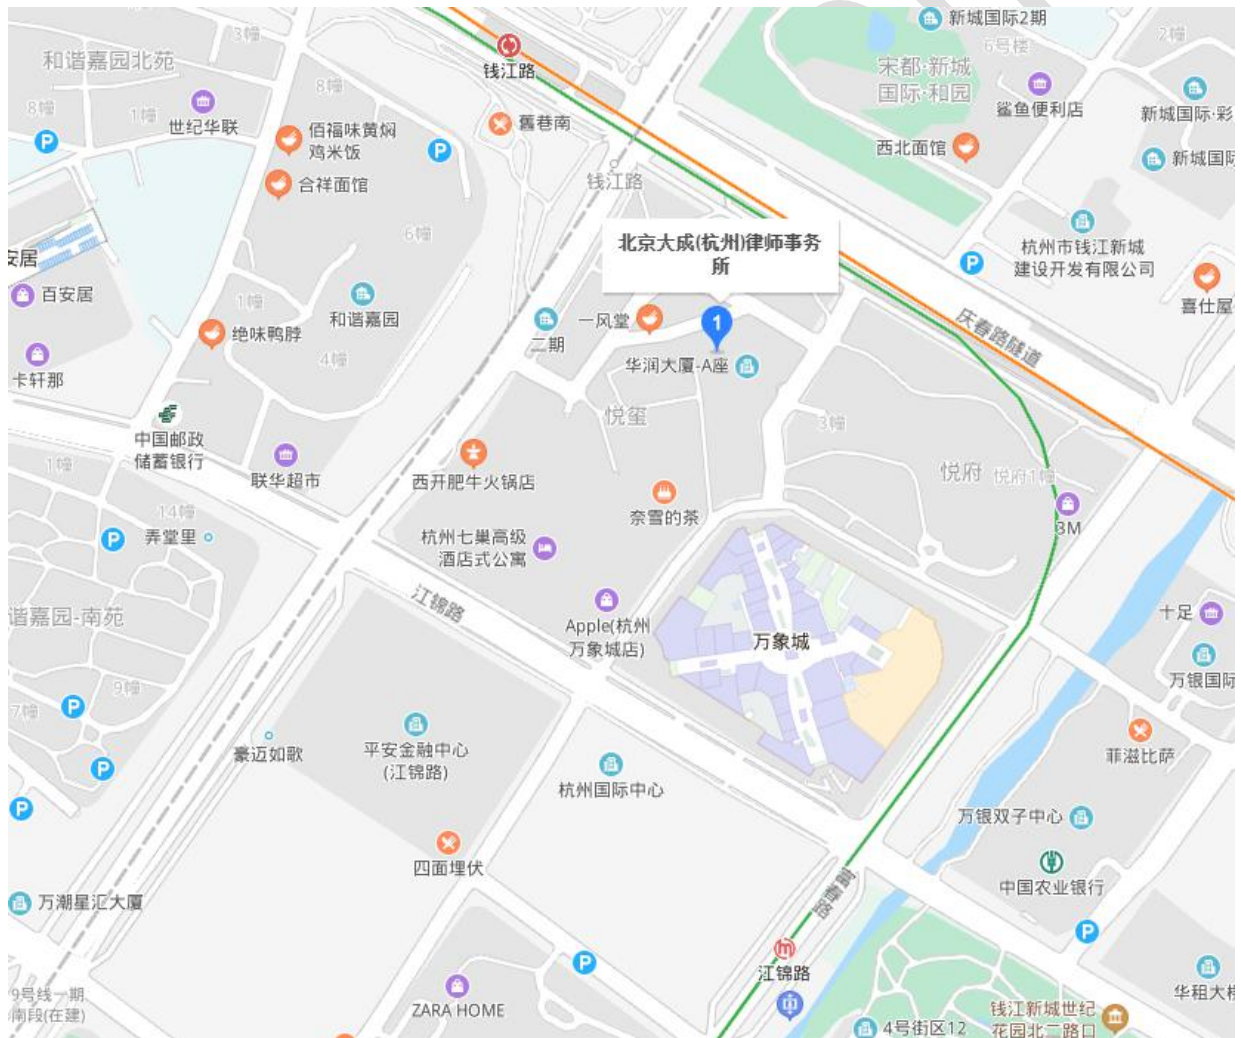 新城国际2期
3幢
6号楼
2幢
和谐嘉园北苑
钱江路
宋都·新城
国际·和园
8幢
8幢
1幢
世纪华联
舊巷南
鲨鱼便利店
新城国际·彩
佰福味黄焖
鸡米饭
西北面馆
新城国际
合祥面馆
钱江路
6幢
北京大成(杭州)律师事务
所
杭州市钱江新城
建设开发有限公司
安居
百安居
1幢
和谐嘉园
喜仕屋
绝味鸭脖
二期
一风堂
1
庆春路隧道
4幢
卡轩那
华润大厦-A座
悦玺
3幢
中国邮政
储蓄银行
1幢
联华超市
西开肥牛火锅店
悦府
悦府1幢
14幢
弄堂里
奈雪的茶
3M
杭州七巢高级
酒店式公寓
江锦路
谐嘉园-南苑
Apple(杭州
万象城店)
万象城
十足
9幢
7幢
万银国际
豪迈如歌
平安金融中心
(江锦路)
菲滋比萨
杭州国际中心
万银双子中心
四面埋伏
中国农业银行
万潮星汇大厦
富春路
江锦路
9号线一期
南段(在建)
ZARA HOME
华租大楼
钱江新城世纪
花园北二路口
4号街区12